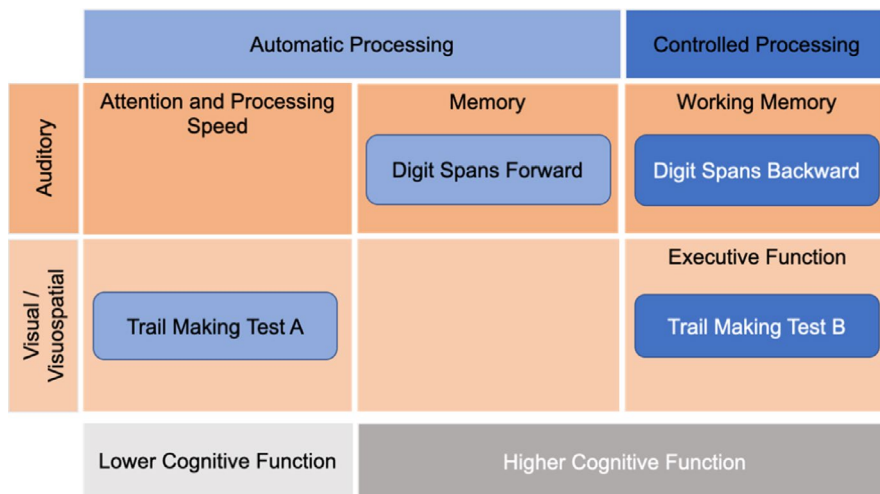 Automatic Processing
Controlled Processing
Auditory
Attention and Processing
Speed
Memory
Working Memory
Digit Spans Forward
Digit Spans Backward
Visual /
Visuospatial
Executive Function
Trail Making Test A
Trail Making Test B
Lower Cognitive Function
Higher Cognitive Function